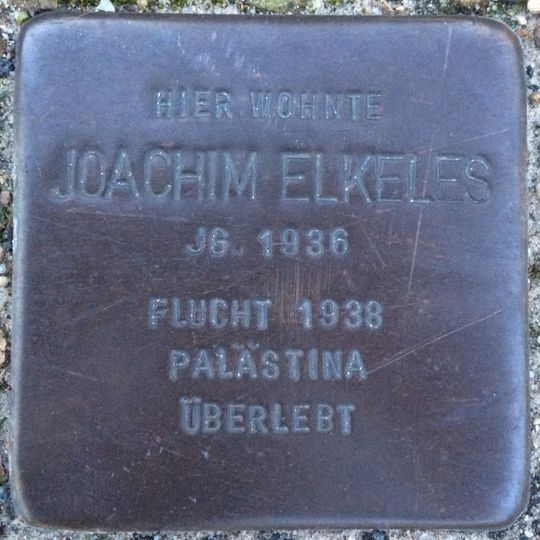 HIER WOHNTE
JOACHIM ELKELES
JG. 1936
FLUCHT 1938
PALÄSTINA
ÜBERLEBT